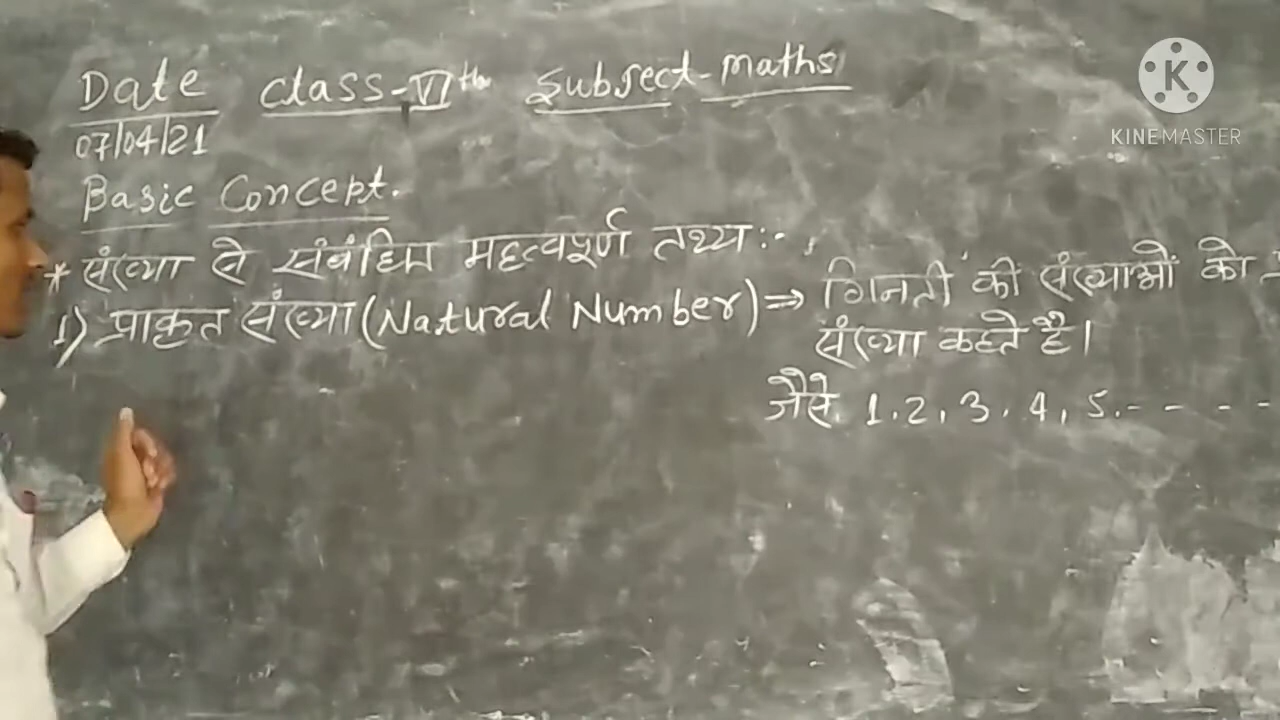 Date Class-VIth Subject-maths
07/04/21
Basic Concept.
* संख्या से संबंधित महत्वपूर्ण तथ्य:-
1) प्राकृत संख्या (Natural Number) ⇒ गिनती की संख्याओं को
संख्या कहते है।
जैसे. 1.2, 3. 4, 5.- - - -
KINEMASTER